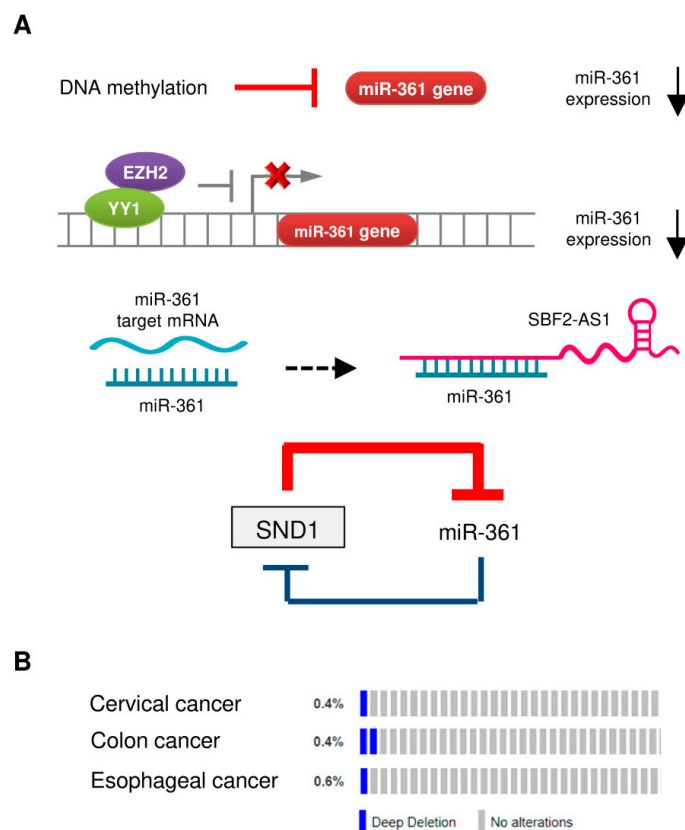 A
DNA methylation
miR-361 gene
miR-361
expression
EZH2
YY1
miR-361 gene
miR-361
expression
miR-361
target mRNA
miR-361
SBF2-AS1
miR-361
SND1
miR-361
B
Cervical cancer 0.4%
Colon cancer 0.4%
Esophageal cancer 0.6%
Deep Deletion No alterations